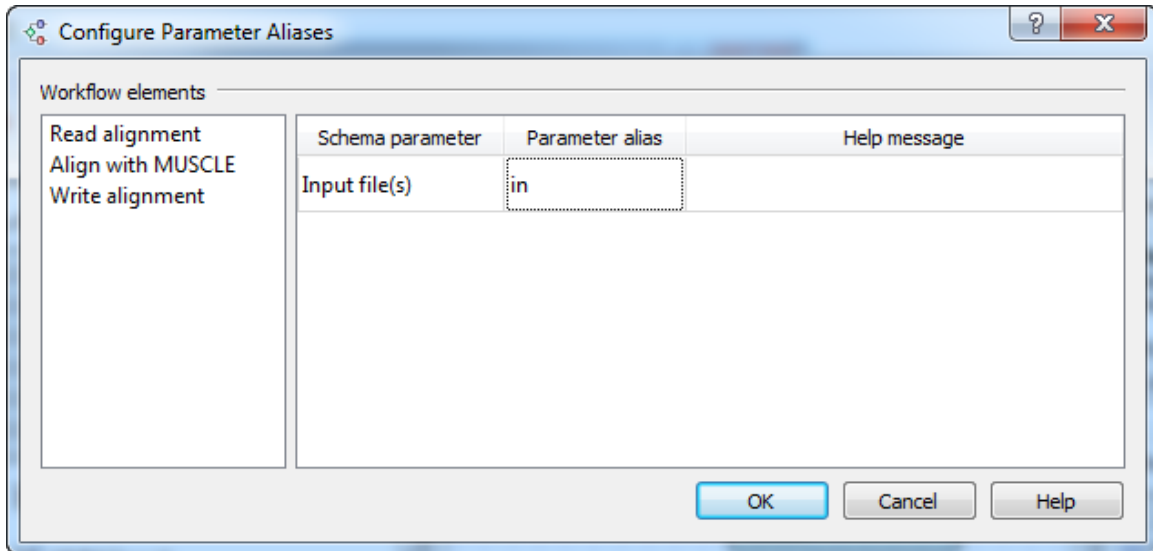 Configure Parameter Aliases
?
X
Workflow elements
Read alignment
Align with MUSCLE
Write alignment
Schema parameter Parameter alias Help message
Input file(s) in
OK Cancel Help